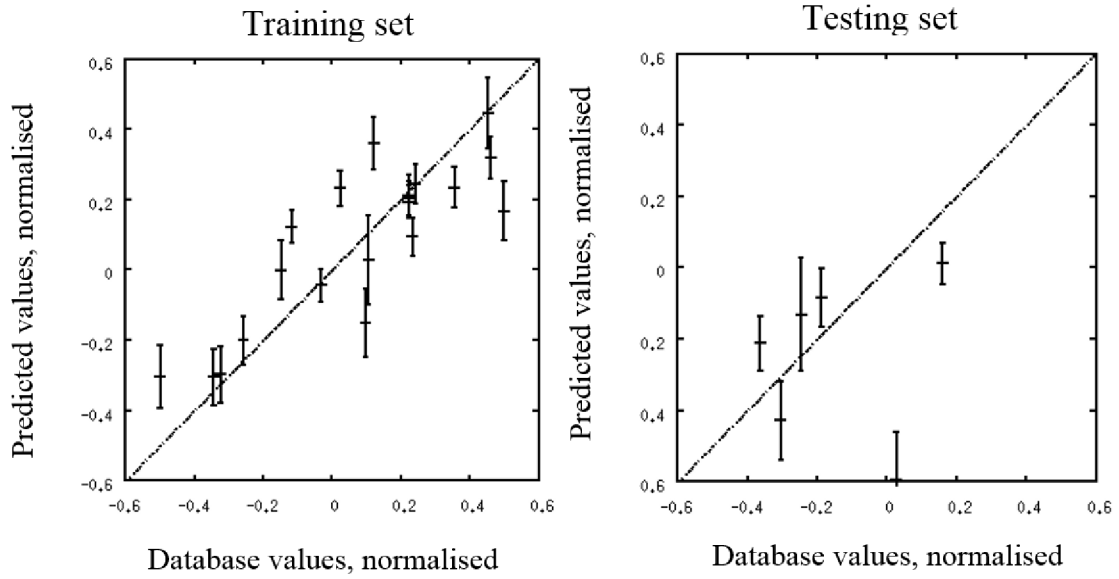 Training set
Predicted values, normalised
0.6
0.4
0.2
0
-0.2
-0.4
-0.6
-0.6 -0.4 -0.2 0 0.2 0.4 0.6
Database values, normalised
Testing set
Predicted values, normalised
0.6
0.4
0.2
0
0.2
0.4
0.6
-0.6 -0.4 -0.2 0 0.2 0.4 0.6
Database values, normalised